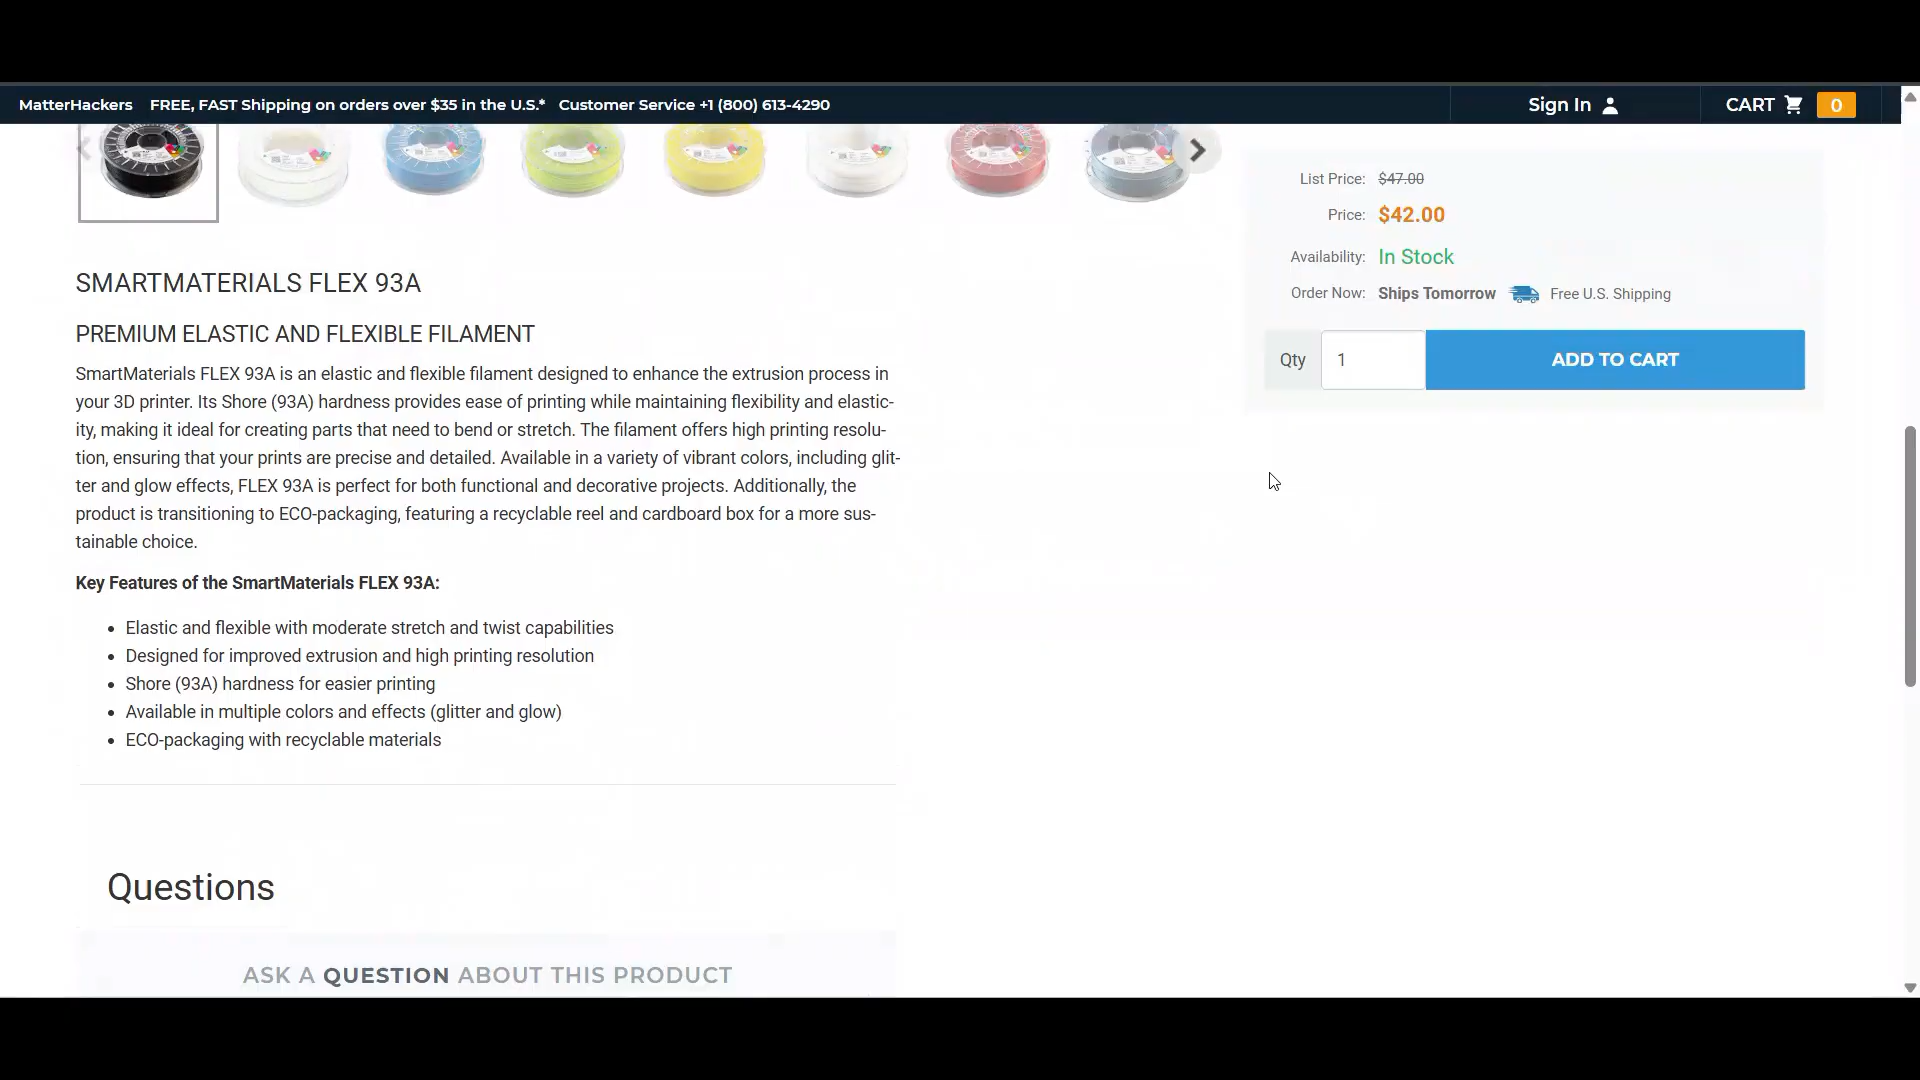 MatterHackers FREE, FAST Shipping on orders over $35 in the U.S.* Customer Service +1 (800) 613-4290 Sign In CART 0
List Price: $47.00
Price: $42.00
Availability: In Stock
Order Now: Ships Tomorrow Free U.S. Shipping
Qty 1 ADD TO CART
SMARTMATERIALS FLEX 93A
PREMIUM ELASTIC AND FLEXIBLE FILAMENT
SmartMaterials FLEX 93A is an elastic and flexible filament designed to enhance the extrusion process in
your 3D printer. Its Shore (93A) hardness provides ease of printing while maintaining flexibility and elastic-
ity, making it ideal for creating parts that need to bend or stretch. The filament offers high printing resolu-
tion, ensuring that your prints are precise and detailed. Available in a variety of vibrant colors, including glit-
ter and glow effects, FLEX 93A is perfect for both functional and decorative projects. Additionally, the
product is transitioning to ECO-packaging, featuring a recyclable reel and cardboard box for a more sus-
tainable choice.
Key Features of the SmartMaterials FLEX 93A:
• Elastic and flexible with moderate stretch and twist capabilities
• Designed for improved extrusion and high printing resolution
• Shore (93A) hardness for easier printing
• Available in multiple colors and effects (glitter and glow)
• ECO-packaging with recyclable materials
Questions
ASK A QUESTION ABOUT THIS PRODUCT